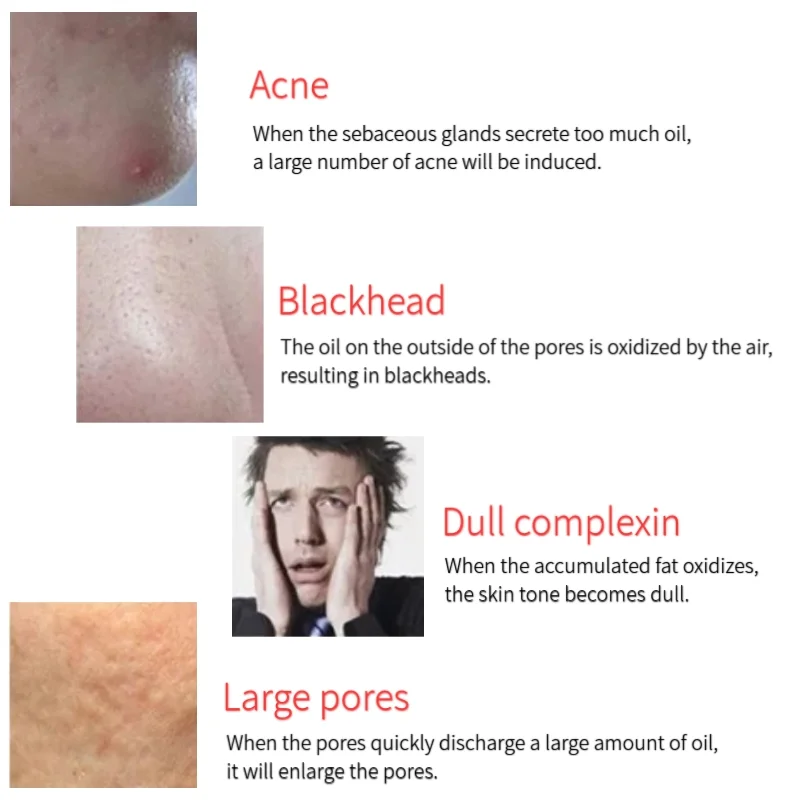 Acne
When the sebaceous glands secrete too much oil,
a large number of acne will be induced.
Blackhead
The oil on the outside of the pores is oxidized by the air,
resulting in blackheads.
Dull complexin
When the accumulated fat oxidizes,
the skin tone becomes dull.
Large pores
When the pores quickly discharge a large amount of oil,
it will enlarge the pores.